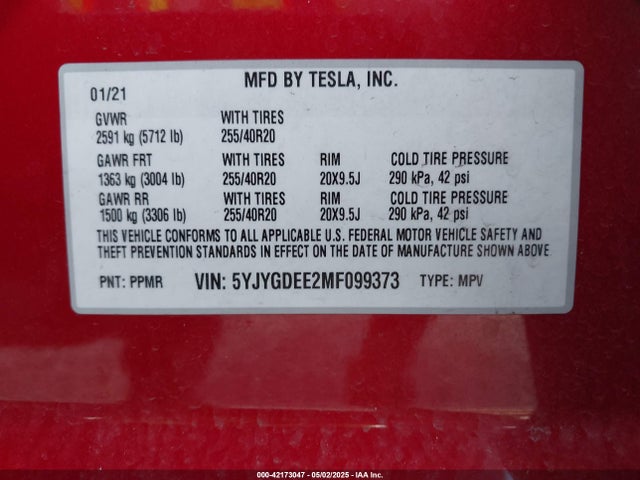 MFD BY TESLA, INC.
01/21
GVWR WITH TIRES
2591 kg (5712 lb) 255/40R20
GAWR FRT WITH TIRES RIM COLD TIRE PRESSURE
1363 kg (3004 lb) 255/40R20 20X9.5J 290 kPa, 42 psi
GAWR RR WITH TIRES RIM COLD TIRE PRESSURE
1500 kg (3306 lb) 255/40R20 20X9.5J 290 kPa, 42 psi
THIS VEHICLE CONFORMS TO ALL APPLICABLE U.S. FEDERAL MOTOR VEHICLE SAFETY AND
THEFT PREVENTION STANDARDS IN EFFECT ON THE DATE OF MANUFACTURE SHOWN ABOVE
PNT: PPMR VIN: 5YJYGDEE2MF099373 TYPE: MPV
000-42173047 - 05/02/2025 - IAA Inc.